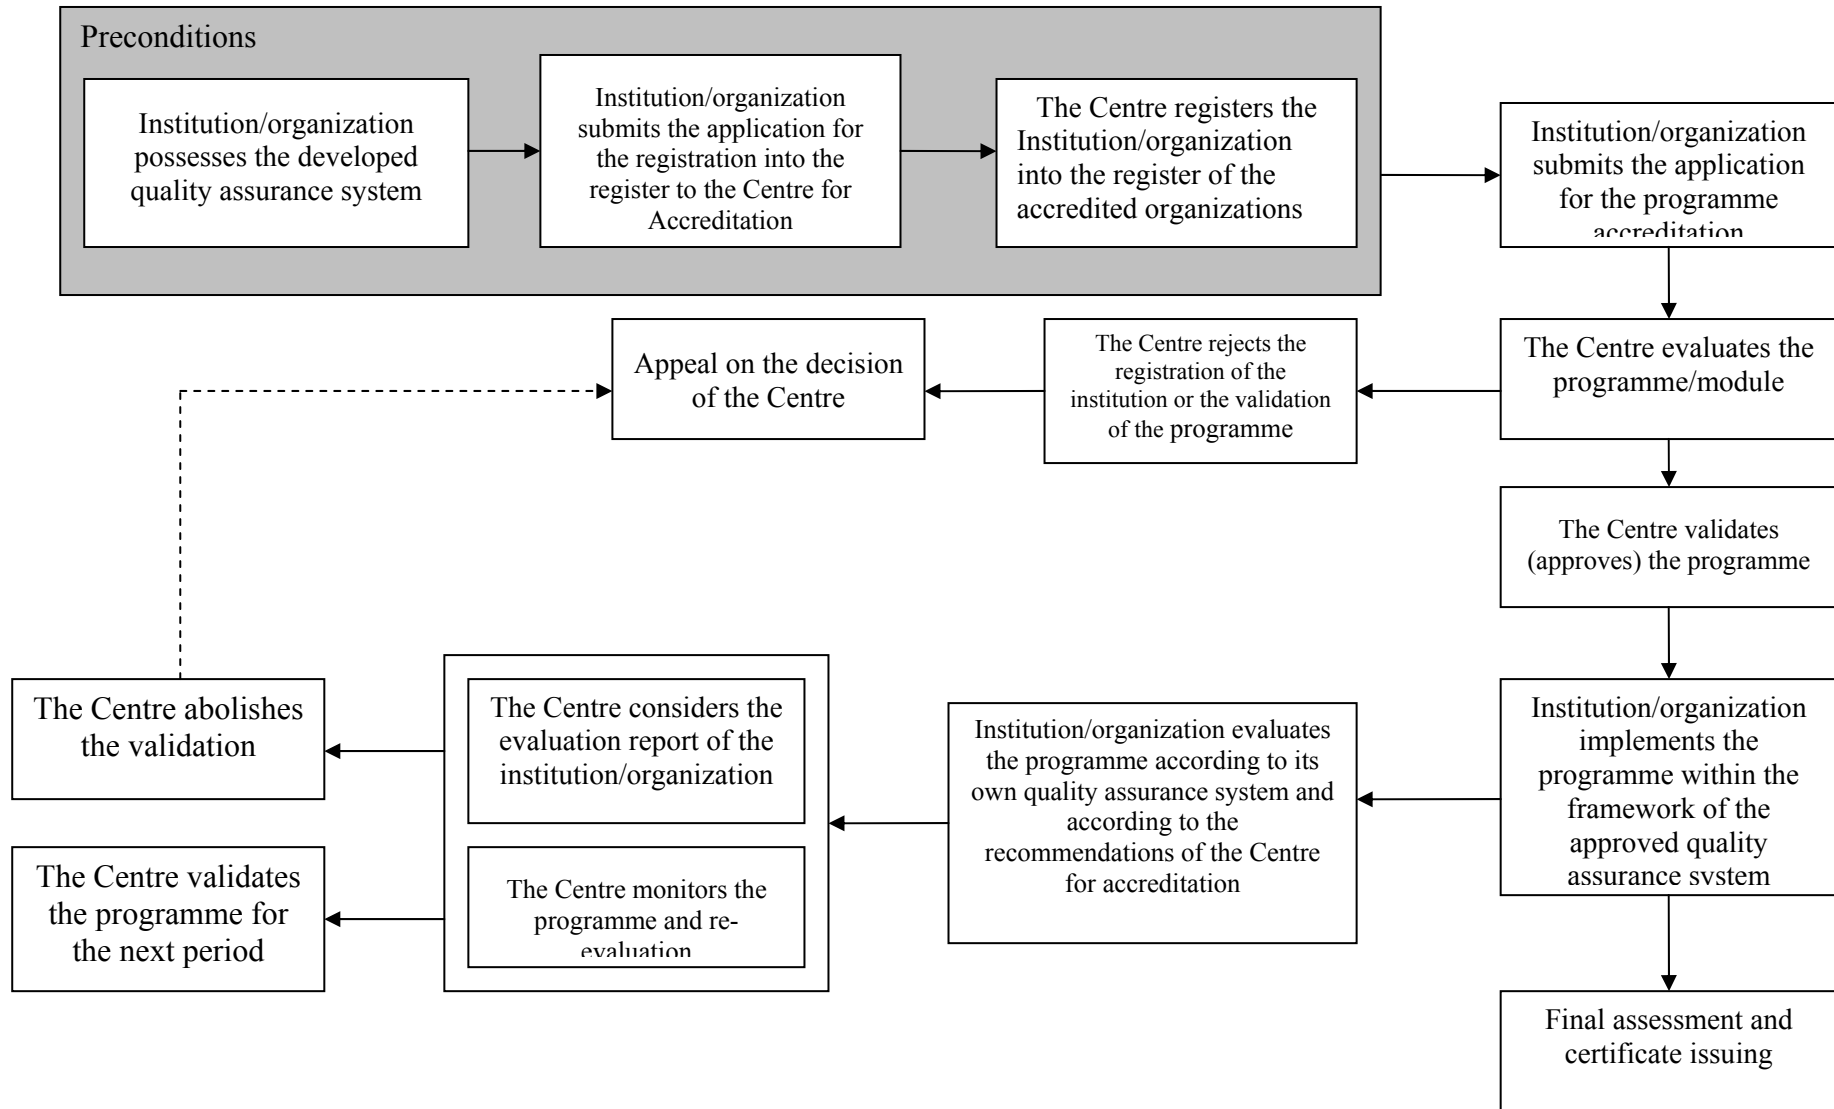 Preconditions
Institution/organization
possesses the developed
quality assurance system
Institution/organization
submits the application for
the registration into the
register to the Centre for
Accreditation
The Centre registers the
Institution/organization
into the register of the
accredited organizations
Institution/organization
submits the application
for the programme
accreditation
Appeal on the decision
of the Centre
The Centre rejects the
registration of the
institution or the validation
of the programme
The Centre evaluates the
programme/module
The Centre validates
(approves) the programme
The Centre abolishes
the validation
The Centre considers the
evaluation report of the
institution/organization
Institution/organization evaluates
the programme according to its
own quality assurance system and
according to the
recommendations of the Centre
for accreditation
Institution/organization
implements the
programme within the
framework of the
approved quality
assurance system
The Centre validates
the programme for
the next period
The Centre monitors the
programme and re-
evaluation
Final assessment and
certificate issuing